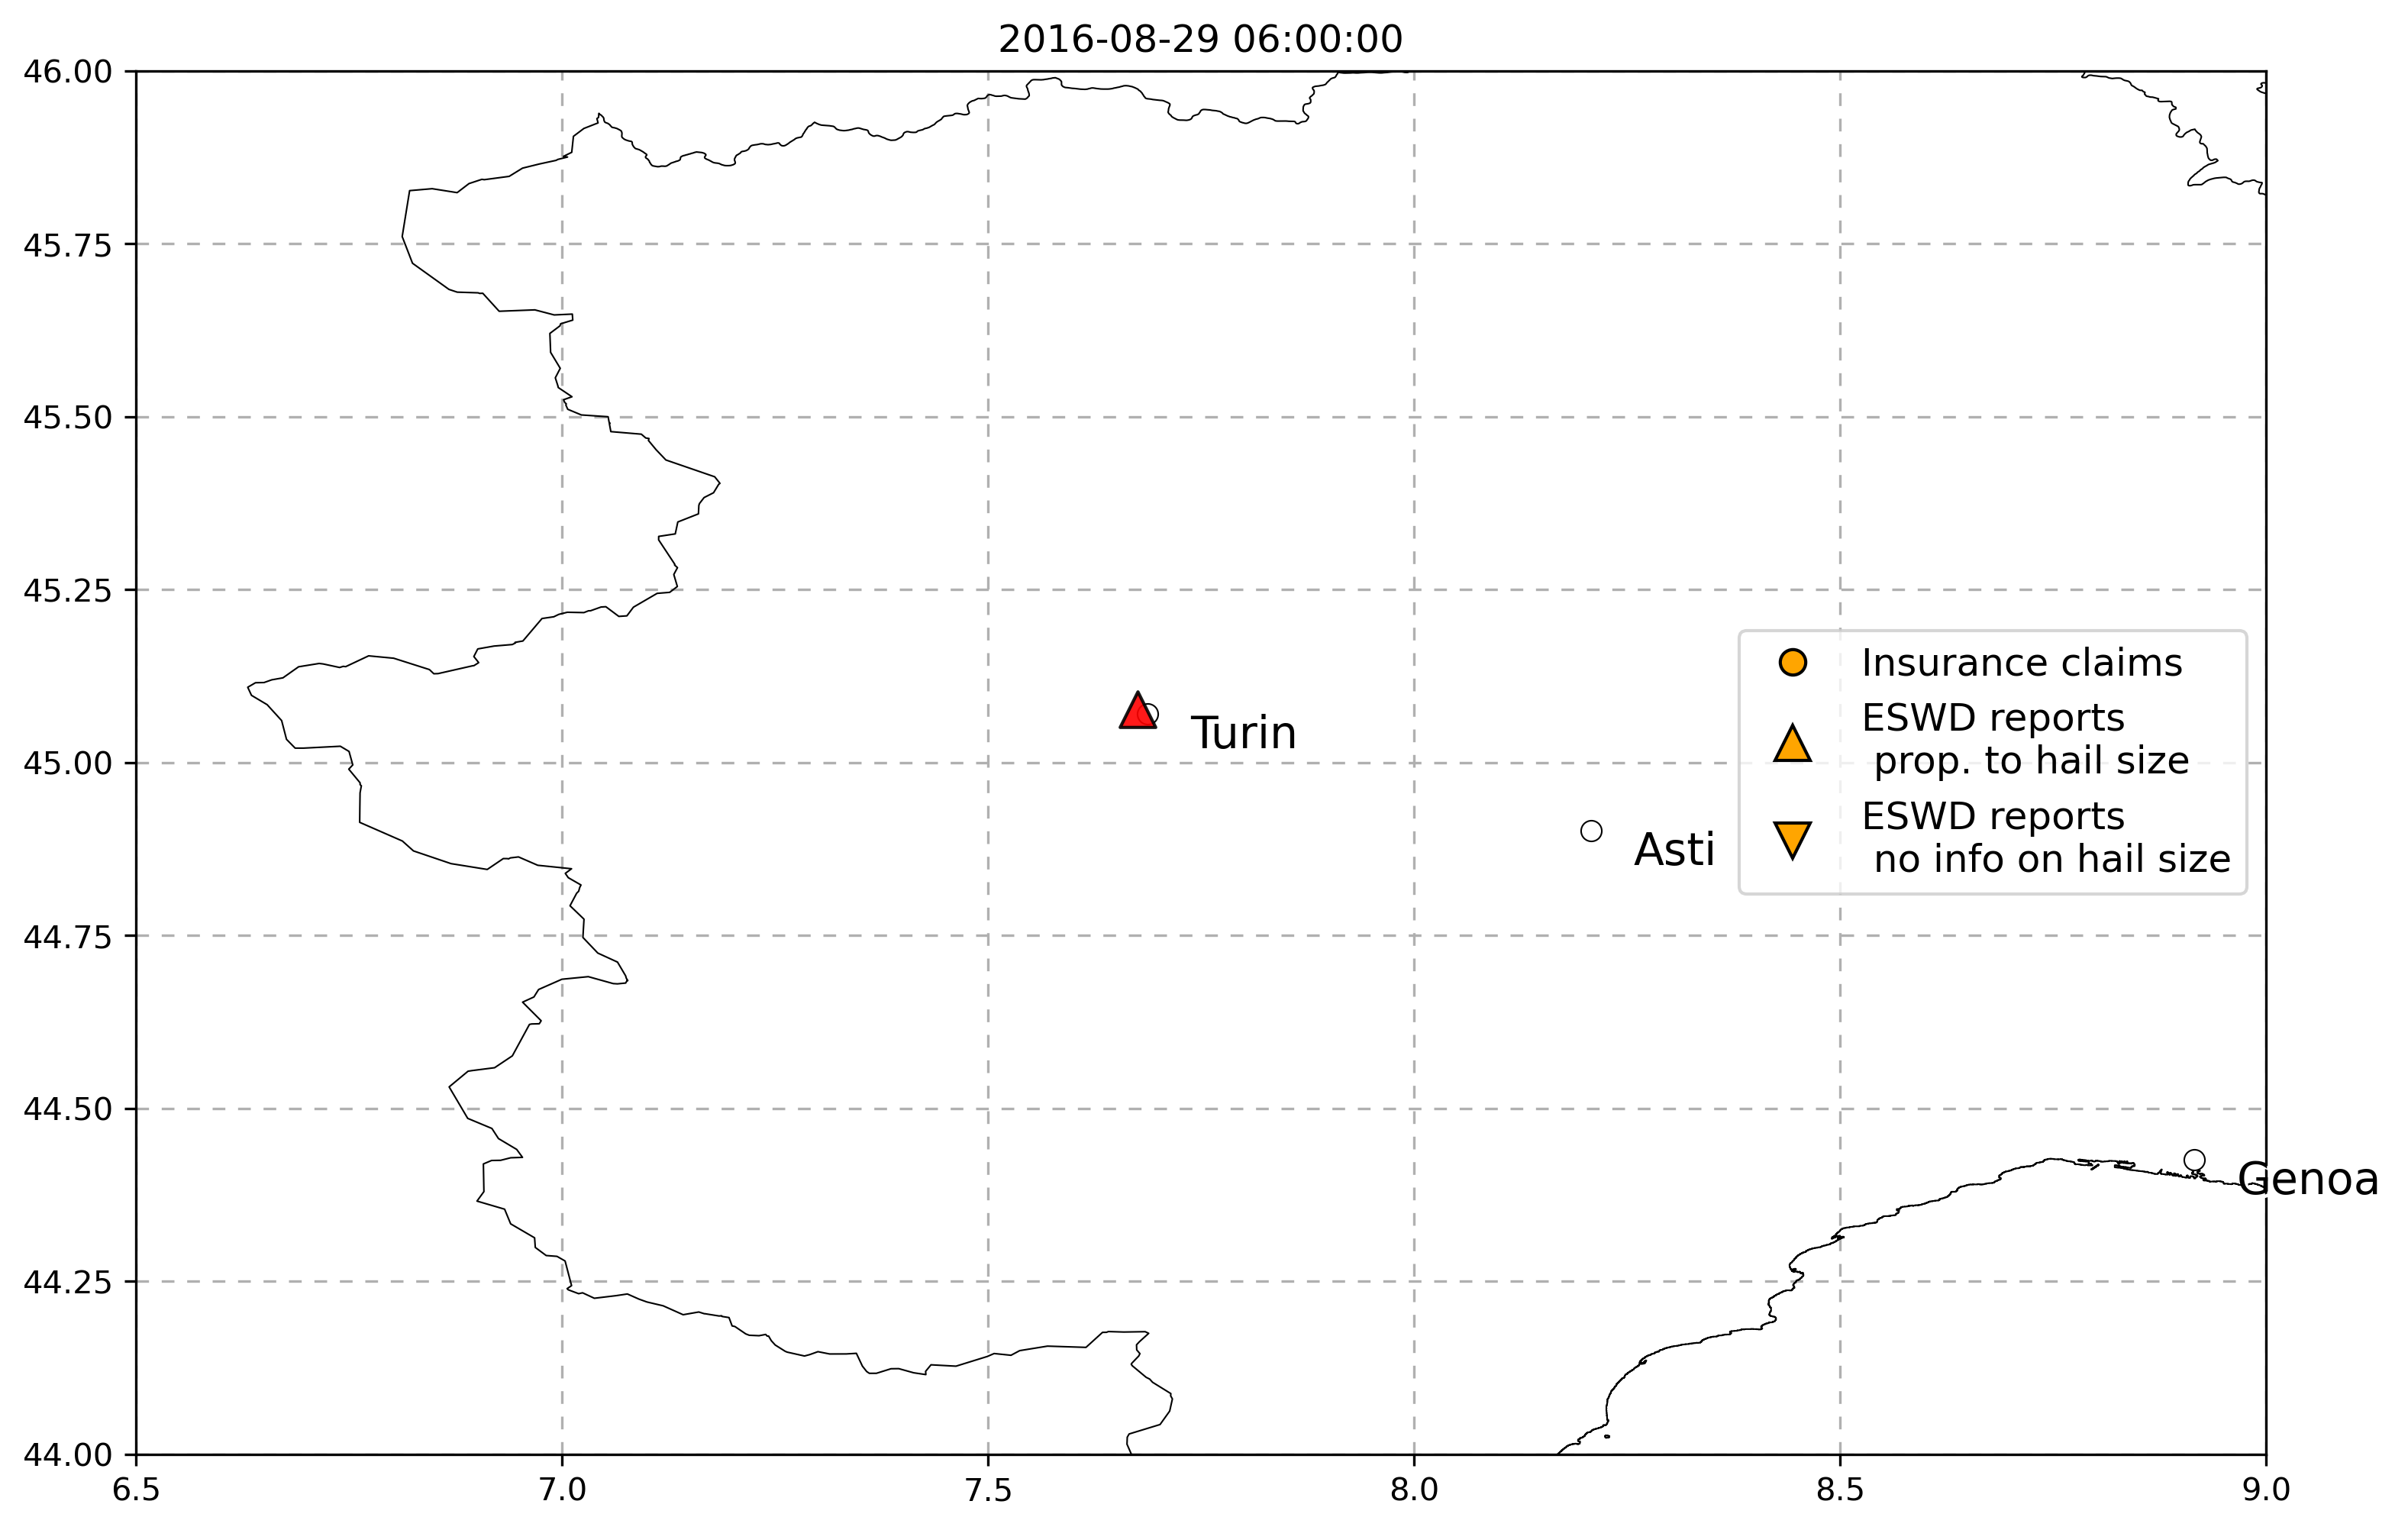 2016-08-29 06:00:00
46.00
45.75
45.50
45.25
45.00
44.75
44.50
44.25
44.00
Turin
Asti
Genoa
Insurance claims
ESWD reports
prop. to hail size
ESWD reports
no info on hail size
6.5 7.0 7.5 8.0 8.5 9.0